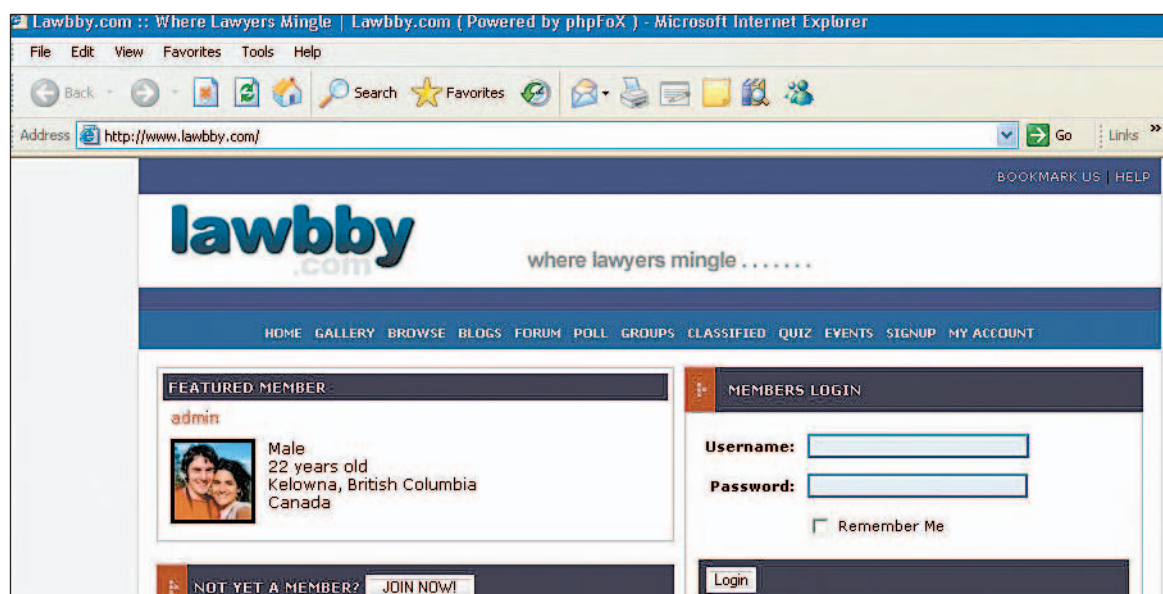 Lawbby.com :: Where Lawyers Mingle | Lawbby.com ( Powered by phpFoX ) - Microsoft Internet Explorer
File Edit View Favorites Tools Help
Back Search Favorites
Address http://www.lawbby.com/ Go Links »
BOOKMARK US | HELP
lawbby
.com
where lawyers mingle . . . . . . .
HOME GALLERY BROWSE BLOGS FORUM POLL GROUPS CLASSIFIED QUIZ EVENTS SIGNUP MY ACCOUNT
FEATURED MEMBER
admin
Male
22 years old
Kelowna, British Columbia
Canada
NOT YET A MEMBER? JOIN NOW!
MEMBERS LOGIN
Username:
Password:
Remember Me
Login